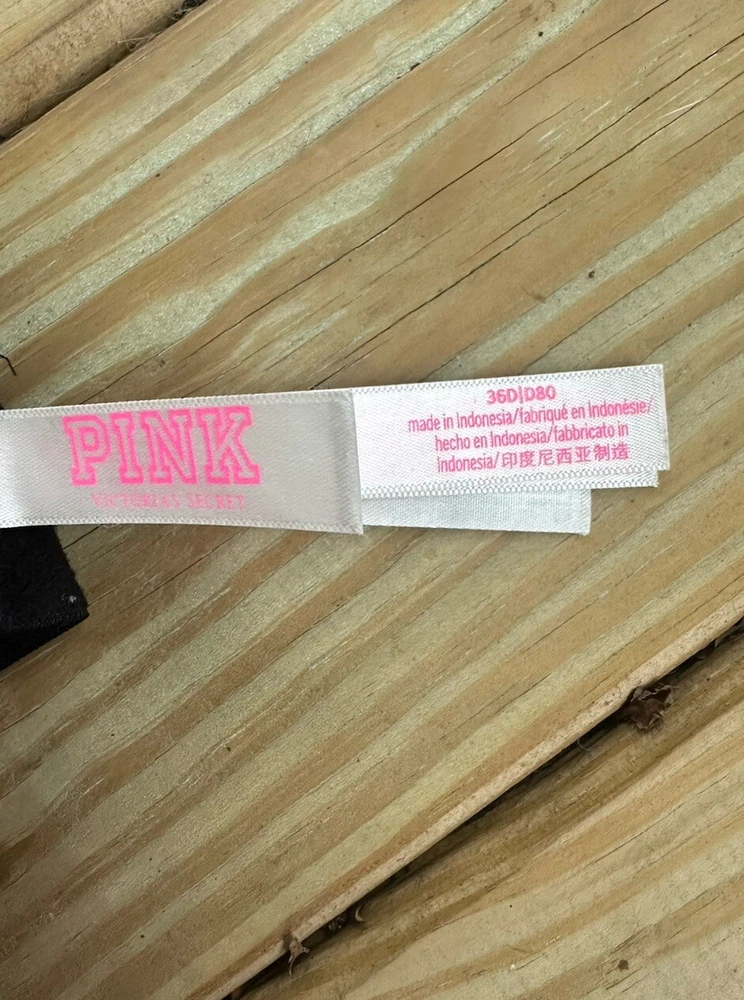 PINK
VICTORIA'S SECRET
36D|D80
made in Indonesia/fabriqué en Indonésie/
hecho en Indonesia/fabbricato in
Indonesia/印度尼西亚制造